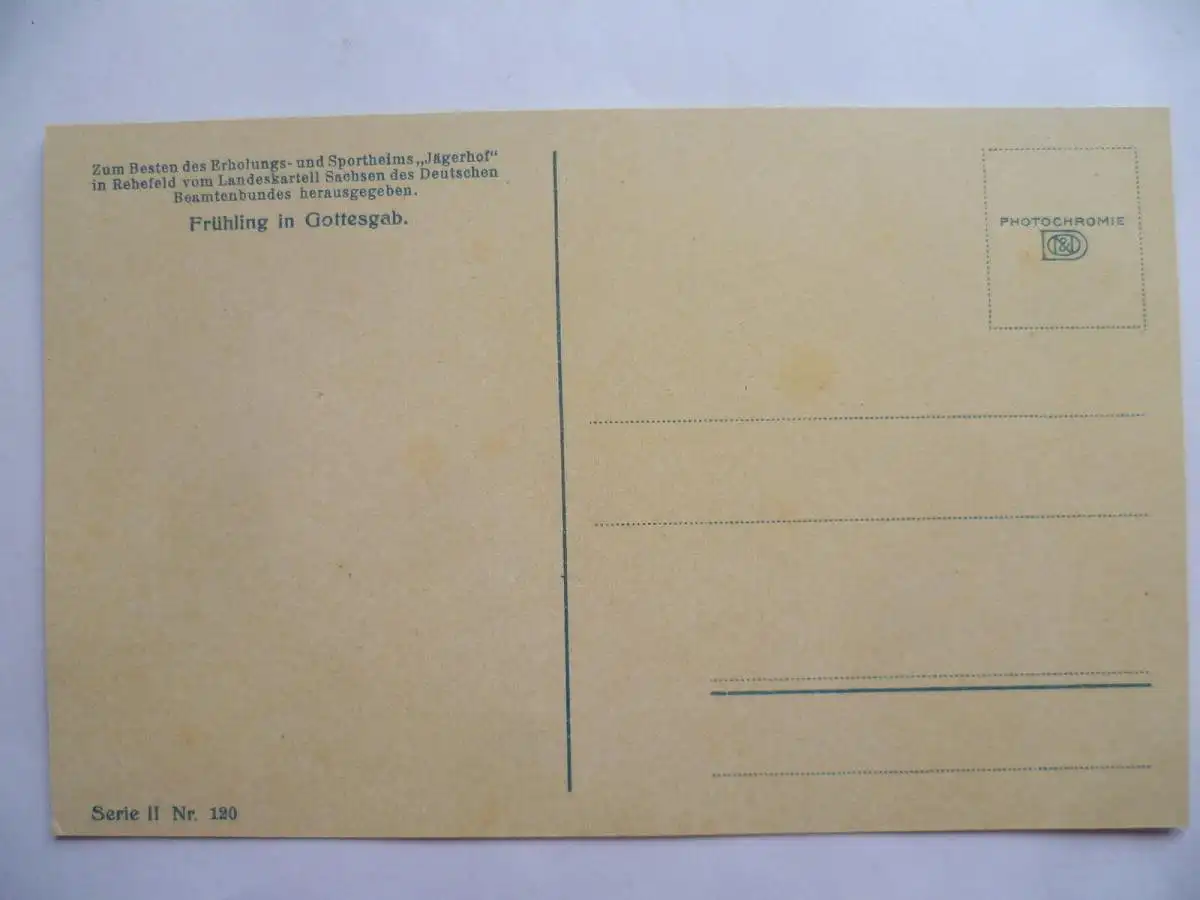 Zum Besten des Erholungs- und Sportheims „Jägerhof“
in Rehefeld vom Landeskartell Sachsen des Deutschen
Beamtenbundes herausgegeben.
Frühling in Gottesgab.
PHOTOCHROMIE
Serie II Nr. 120